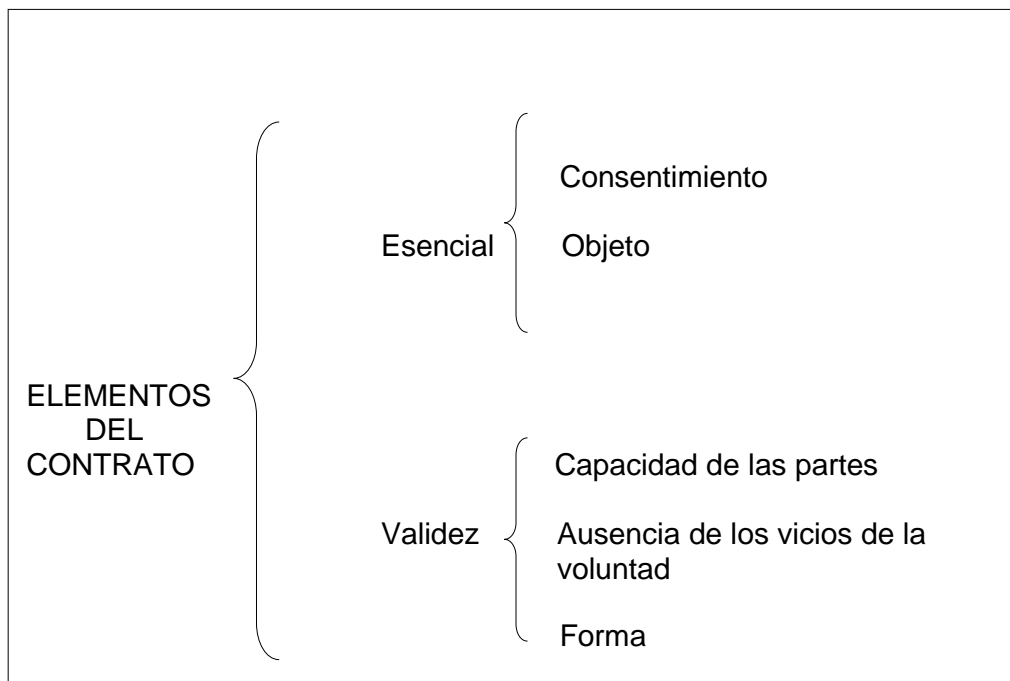 ELEMENTOS
DEL
CONTRATO
Esencial
Consentimiento
Objeto
Validez
Capacidad de las partes
Ausencia de los vicios de la
voluntad
Forma